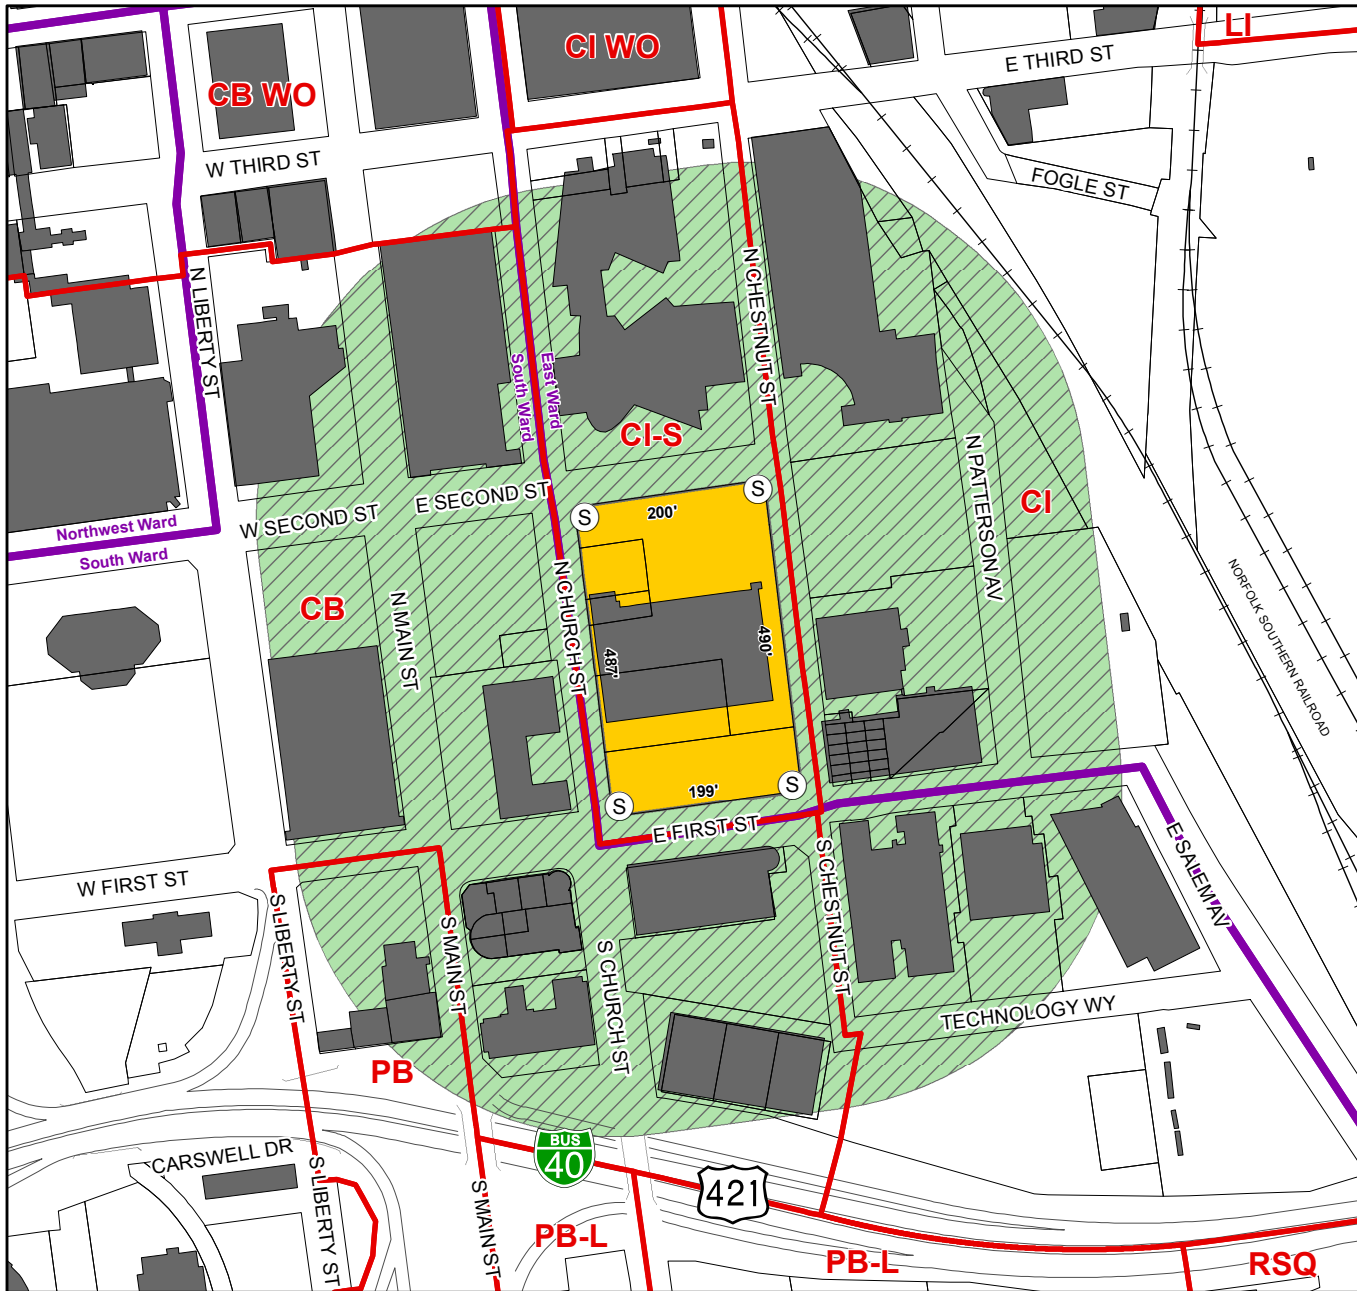 LI
CI WO
E THIRD ST
CB WO
W THIRD ST
FOGLE ST
N LIBERTY ST
N CHESTNUT ST
South Ward
East Ward
CI-S
N PATTERSON AV
CI
E SECOND ST
W SECOND ST
S
S
200'
Northwest Ward
South Ward
CB
N MAIN ST
N CHURCH ST
487'
490'
NORFOLK SOUTHERN RAILROAD
199'
S
S
E FIRST ST
W FIRST ST
S LIBERTY ST
S MAIN ST
S CHURCH ST
S CHESTNUT ST
E SALEM AV
TECHNOLOGY WY
PB
CARSWELL DR
BUS
40
421
S LIBERTY ST
S MAIN ST
PB-L
PB-L
RSQ